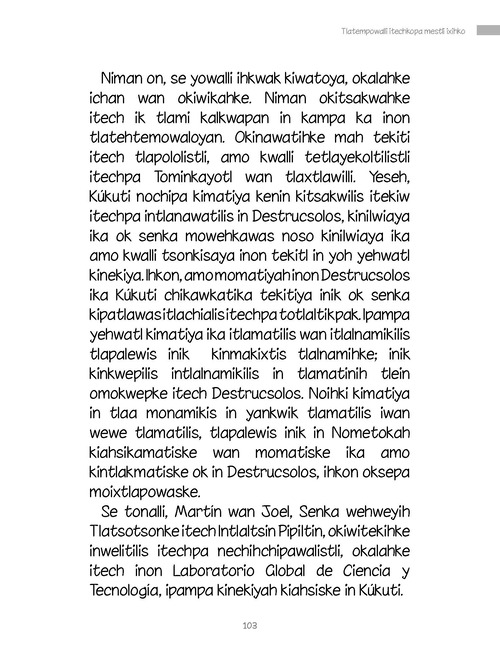 Tlatempowalli itechkopa mestli ixihko
Niman on, se yowalli ihkwak kiwatoya, okalahke
ichan wan okiwikahke. Niman okitsakwahke
itech ik tlami kalkwapan in kampa ka inon
tlatehtemowaloyan. Okinawatihke mah tekiti
itech tlapololistli, amo kwalli tetlayekoltilistli
itechpa Tominkayotl wan tlaxtlawilli. Yeseh,
Kúkuti nochipa kimatiya kenin kitsakwilis itekiw
itechpa intlanawatilis in Destrucsolos, kinilwiaya
ika ok senka mowehkawas noso kinilwiaya ika
amo kwalli tsonkisaya inon tekitl in yoh yehwatl
kinekiya. Ihkon, amo momatiyah inon Destrucsolos
ika Kúkuti chikawkatika tekitiya inik ok senka
kipatlawas itlachialis itechpa totlaltikpak. Ipampa
yehwatl kimatiya ika itlamatilis wan itlalnamikilis
tlapalewis inik kinmakixtis tlalnamihke; inik
kinkwepilis intlalnamikilis in tlamatinih tlein
omokwepke itech Destrucsolos. Noihki kimatiya
in tlaa monamikis in yankwik tlamatilis iwan
wewe tlamatilis, tlapalewis inik in Nometokah
kiahsikamatiske wan momatiske ika amo
kintlakmatiske ok in Destrucsolos, ihkon oksepa
moixtlapowaske.
Se tonalli, Martín wan Joel, Senka wehweyih
Tlatsotsonke itech Intlaltsin Pipiltin, okiwitekihke
inwelitilis itechpa nechihchipawalistli, okalahke
itech inon Laboratorio Global de Ciencia y
Tecnología, ipampa kinekiyah kiahsiske in Kúkuti.
103